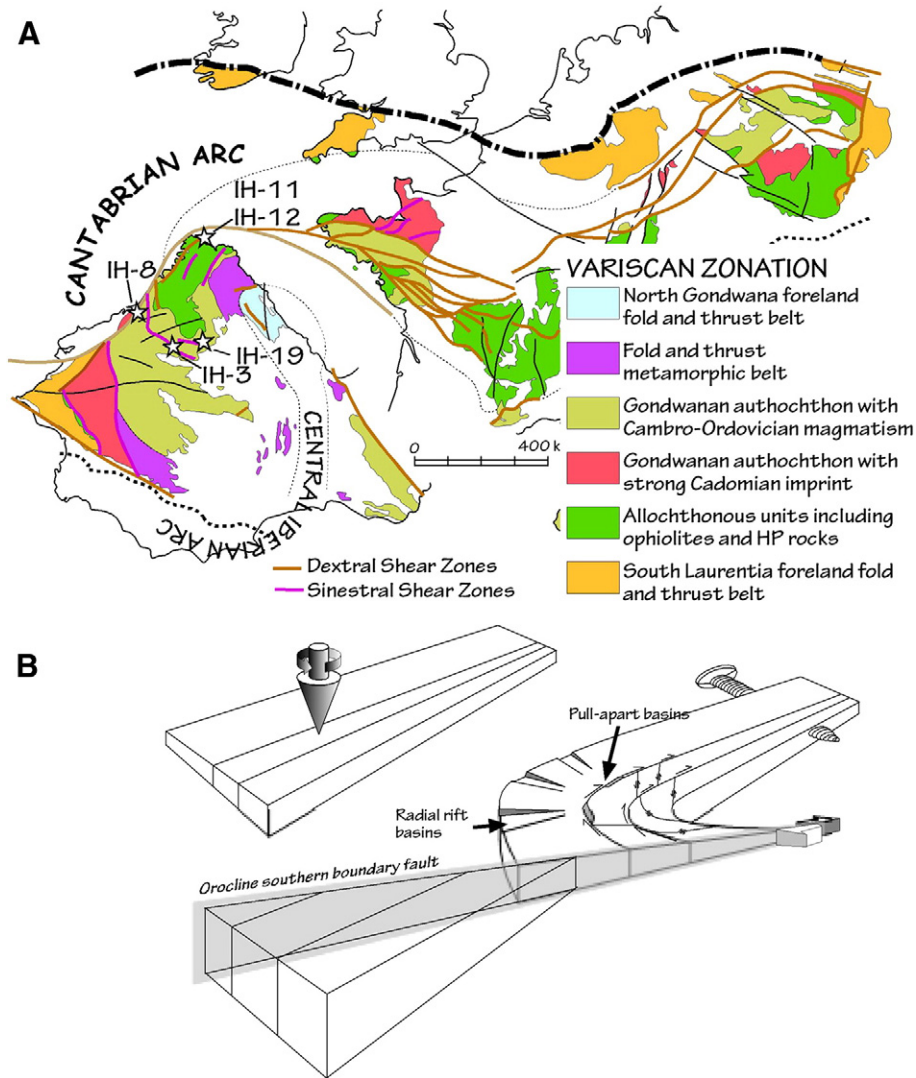 A
CANTABRIAN ARC
IH-11
IH-12
IH-8
IH-19
IH-3
CENTRAL IBERIAN ARC
0 400 k
VARISCAN ZONATION
North Gondwana foreland
fold and thrust belt
Fold and thrust
metamorphic belt
Gondwanan authochthon with
Cambro-Ordovician magmatism
Gondwanan authochthon with
strong Cadomian imprint
Allochthonous units including
ophiolites and HP rocks
South Laurentia foreland fold
and thrust belt
Dextral Shear Zones
Sinestral Shear Zones
B
Pull-apart basins
Radial rift
basins
Orocline southern boundary fault